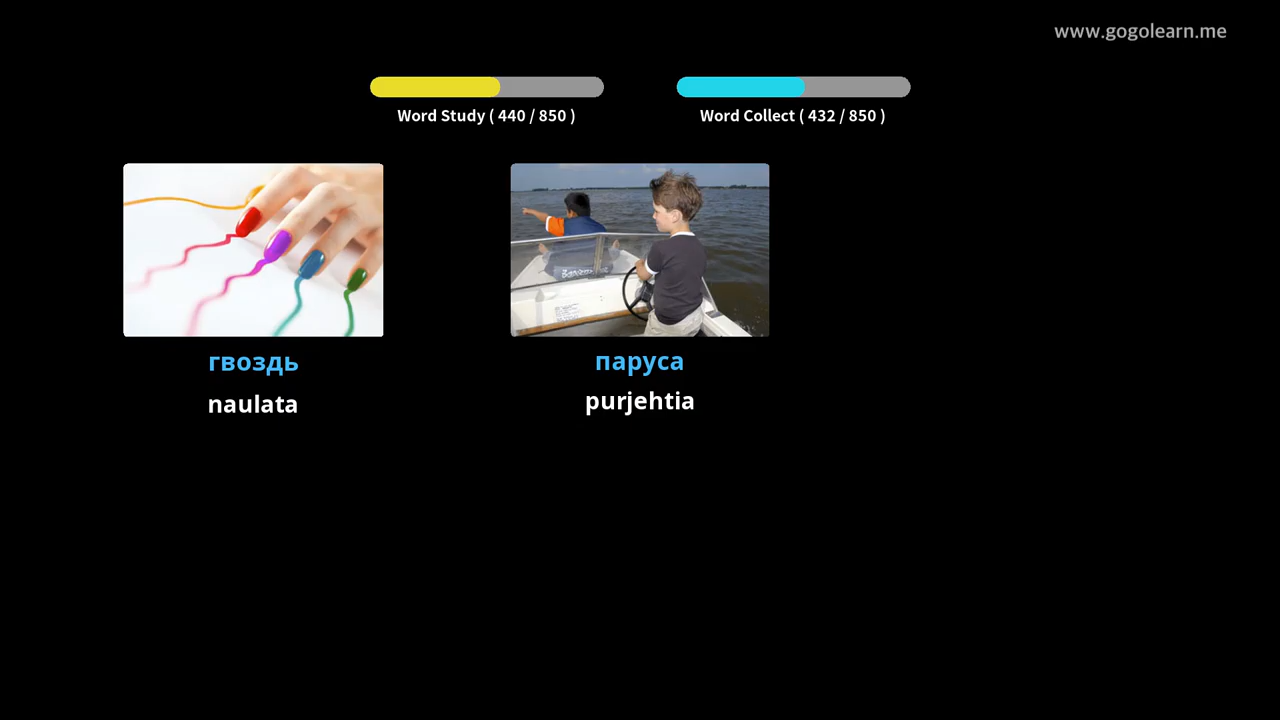 www.gogolearn.me
Word Study ( 440 / 850 )
Word Collect ( 432 / 850 )
гвоздь
паруса
naulata
purjehtia